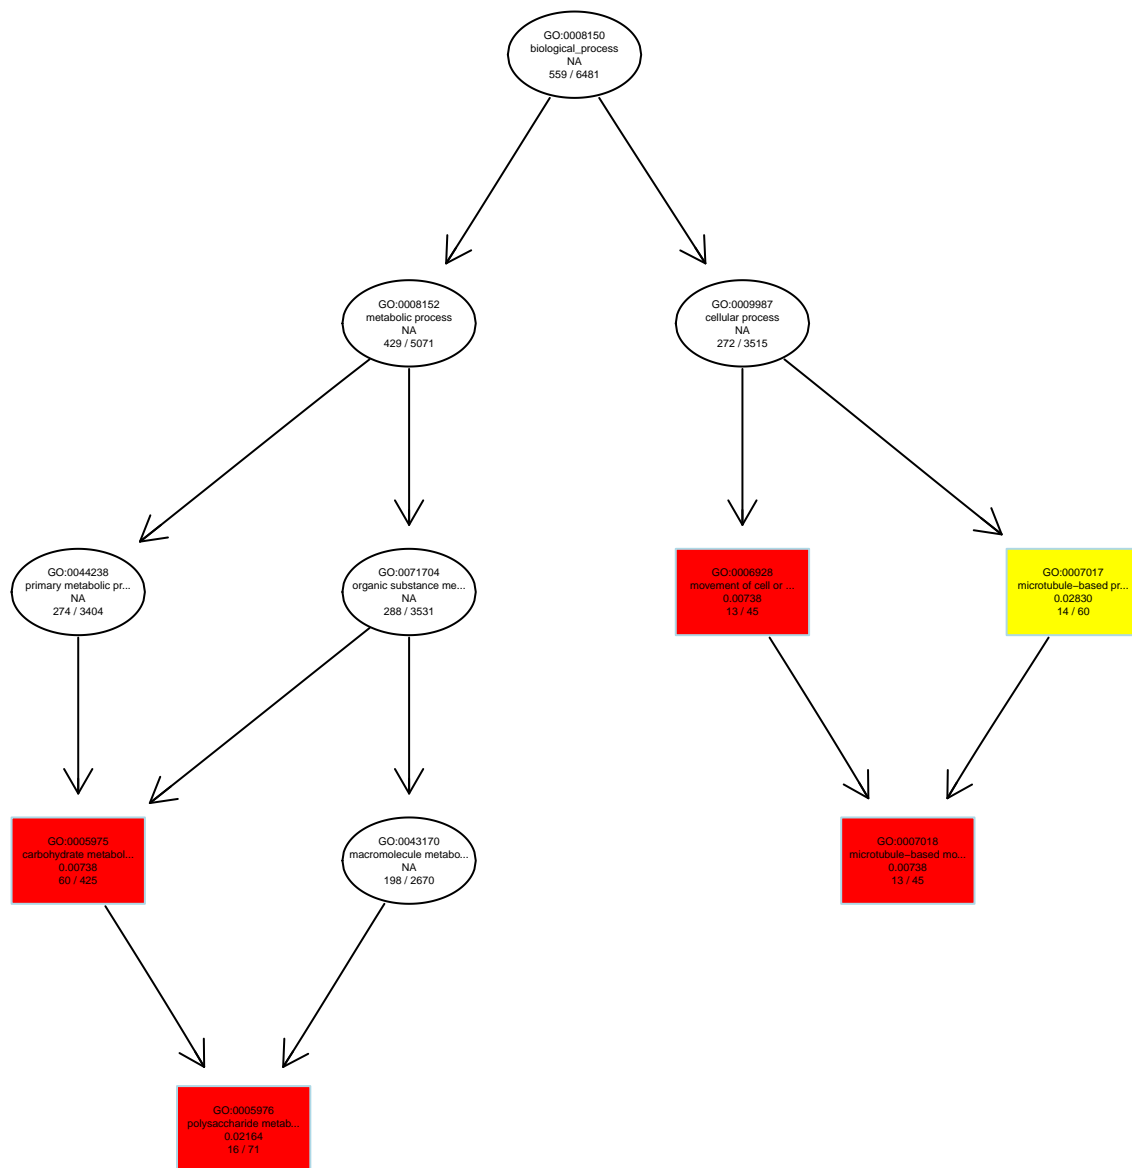 GO:0008150
biological_process
NA
559 / 6481
GO:0008152
metabolic process
NA
429 / 5071
GO:0009987
cellular process
NA
272 / 3515
GO:0044238
primary metabolic pr...
NA
274 / 3404
GO:0071704
organic substance me...
NA
288 / 3531
GO:0006928
movement of cell or ...
0.00738
13 / 45
GO:0007017
microtubule−based pr...
0.02830
14 / 60
GO:0005975
carbohydrate metabol...
0.00738
60 / 425
GO:0043170
macromolecule metabo...
NA
198 / 2670
GO:0007018
microtubule−based mo...
0.00738
13 / 45
GO:0005976
polysaccharide metab...
0.02164
16 / 71